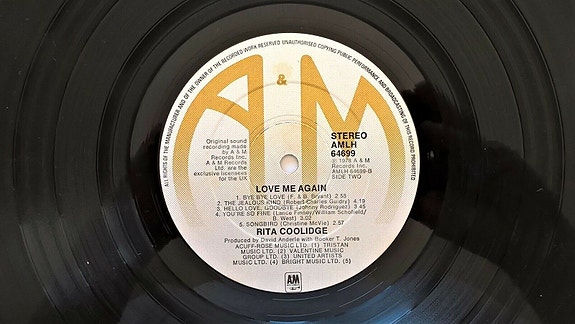 ALL RIGHTS OF THE MANUFACTURER AND OF THE OWNER OF THE RECORDED WORK RESERVED UNAUTHORISED COPYING PUBLIC PERFORMANCE AND BROADCASTING OF THIS RECORD PROHIBITED
A & M
Original sound
recording made
by A & M
Records Inc.
A & M Records
Ltd. are the
exclusive licencees
for the UK
STEREO
AMLH
64699
℗ 1978 A & M
Records Inc.
AMLH 64699-B
SIDE TWO
LOVE ME AGAIN
1. BYE BYE LOVE (F. & B. Bryant) 2.58
2. THE JEALOUS KIND (Robert Charles Guidry) 4.19
3. HELLO LOVE, GOODBYE (Johnny Rodriguez) 3.45
4. YOU'RE SO FINE (Lance Finney/William Schofield/
B. West) 3.02
5. SONGBIRD (Christine McVie) 2.57
RITA COOLIDGE
Produced by David Anderle with Booker T. Jones
ACUFF-ROSE MUSIC LTD. (1) TRISTAN
MUSIC LTD. (2) VALENTINE MUSIC
GROUP LTD. (3) UNITED ARTISTS
MUSIC LTD. (4) BRIGHT MUSIC LTD. (5)
A&M